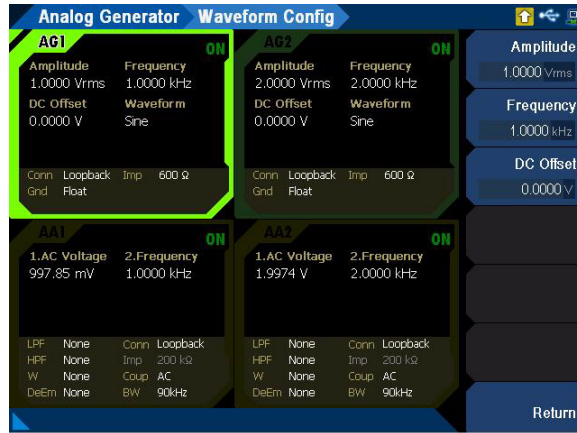 Analog Generator Waveform Config
AG1 ON
Amplitude Frequency
1.0000 Vrms 1.0000 kHz
DC Offset Waveform
0.0000 V Sine
Conn Loopback Imp 600 Ω
Gnd Float
AG2 ON
Amplitude Frequency
2.0000 Vrms 2.0000 kHz
DC Offset Waveform
0.0000 V Sine
Conn Loopback Imp 600 Ω
Gnd Float
AA1 ON
1.AC Voltage 2.Frequency
997.85 mV 1.0000 kHz
LPF None Conn Loopback
HPF None Imp 200 kΩ
W None Coup AC
DeEm None BW 90kHz
AA2 ON
1.AC Voltage 2.Frequency
1.9974 V 2.0000 kHz
LPF None Conn Loopback
HPF None Imp 200 kΩ
W None Coup AC
DeEm None BW 90kHz
Amplitude
1.0000 Vrms
Frequency
1.0000 kHz
DC Offset
0.0000 V
Return